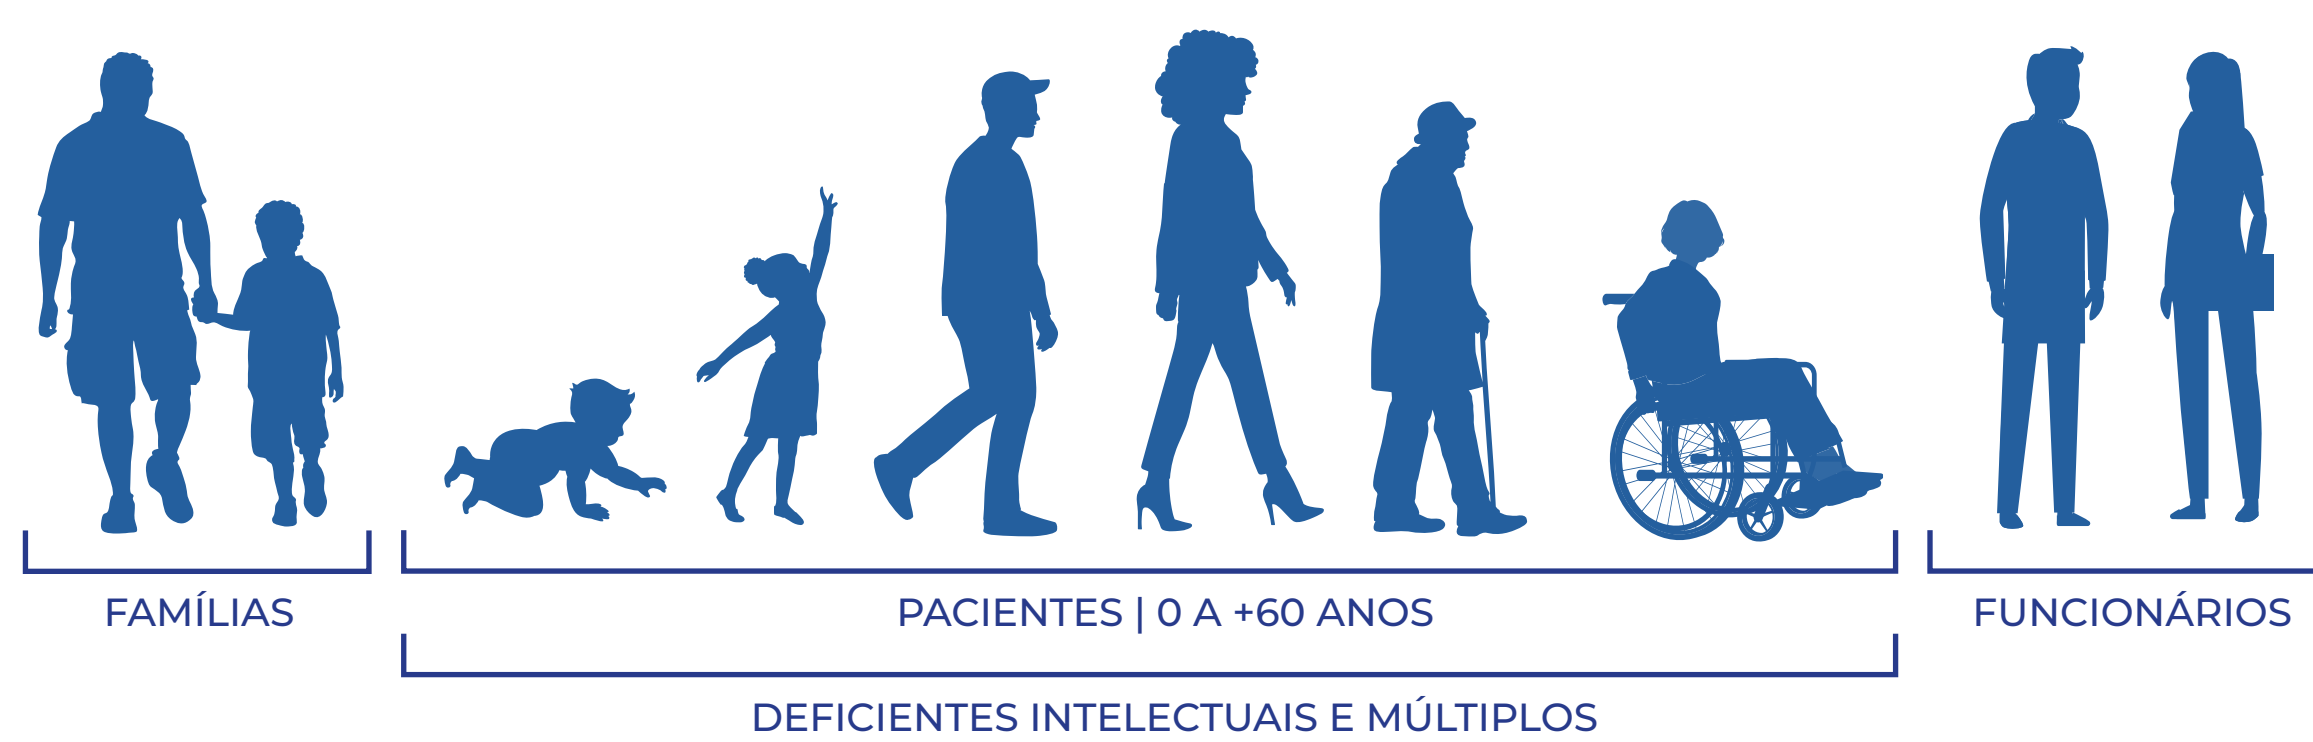 FAMÍLIAS
PACIENTES | 0 A +60 ANOS
FUNCIONÁRIOS
DEFICIENTES INTELECTUAIS E MÚLTIPLOS